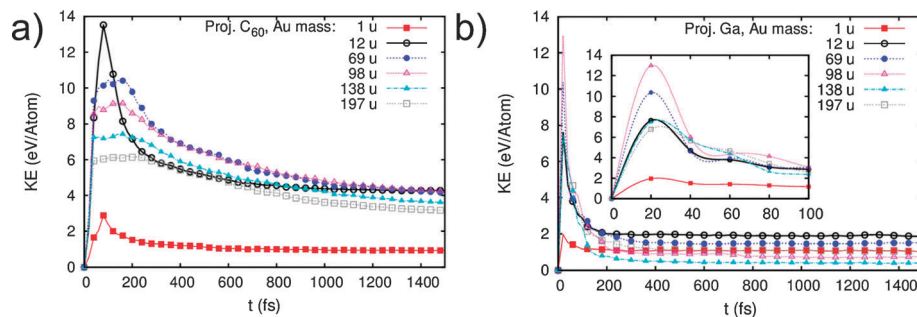 a)
Proj. C60, Au mass:
1 u
12 u
69 u
98 u
138 u
197 u
KE (eV/Atom)
14
12
10
8
6
4
2
0
0 200 400 600 800 1000 1200 1400
t (fs)
b)
Proj. Ga, Au mass:
1 u
12 u
69 u
98 u
138 u
197 u
KE (eV/Atom)
14
12
10
8
6
4
2
0
14
12
10
8
6
4
2
0
0 20 40 60 80 100
0 200 400 600 800 1000 1200 1400
t (fs)